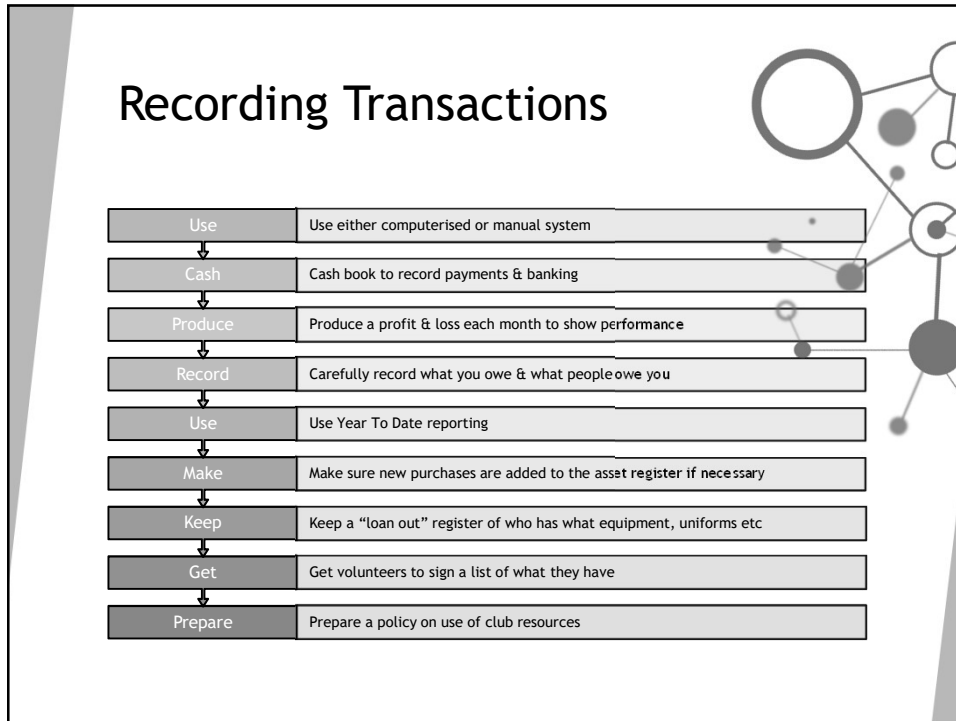 Recording Transactions
Use
Use either computerised or manual system
Cash
Cash book to record payments & banking
Produce
Produce a profit & loss each month to show performance
Record
Carefully record what you owe & what people owe you
Use
Use Year To Date reporting
Make
Make sure new purchases are added to the asset register if necessary
Keep
Keep a “loan out” register of who has what equipment, uniforms etc
Get
Get volunteers to sign a list of what they have
Prepare
Prepare a policy on use of club resources